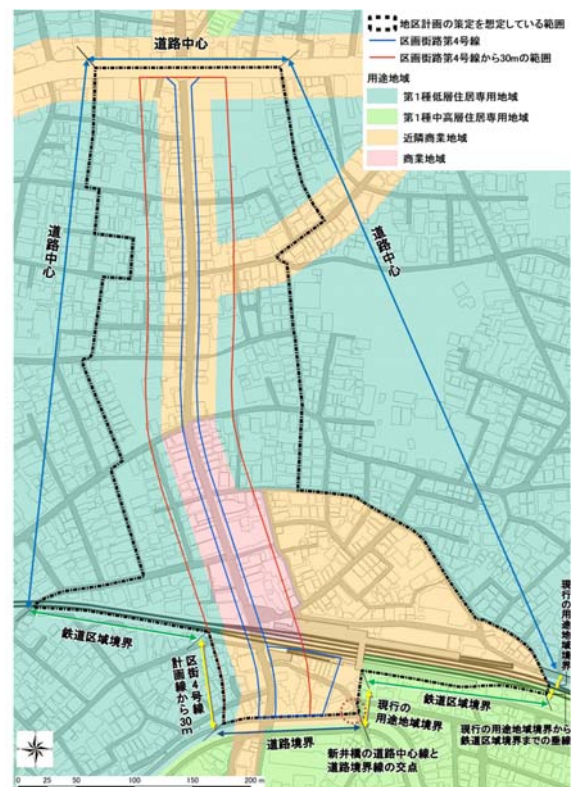 地区計画の策定を想定している範囲
区画街路第4号線
区画街路第4号線から30mの範囲
用途地域
第1種低層住居専用地域
第1種中高層住居専用地域
近隣商業地域
商業地域
道路中心
道路中心
道路中心
鉄道区域境界
区街4号線
計画線から30m
道路境界
現行の
用途地域境界
新井橋の道路中心線と
道路境界線の交点
鉄道区域境界
現行の用途地域境界
現行の用途地域境界から
鉄道区域境界までの垂線
0 25 50 100 150 200 m